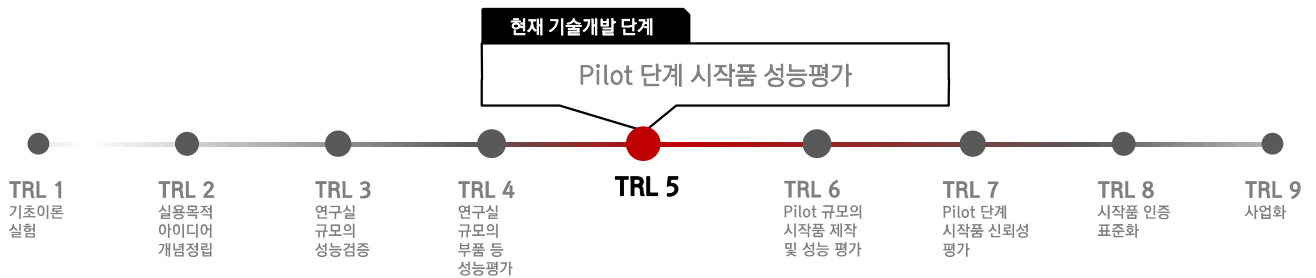 현재 기술개발 단계
Pilot 단계 시작품 성능평가
TRL 1
기초이론
실험
TRL 2
실용목적
아이디어
개념정립
TRL 3
연구실
규모의
성능검증
TRL 4
연구실
규모의
부품 등
성능평가
TRL 5
TRL 6
Pilot 규모의
시작품 제작
및 성능 평가
TRL 7
Pilot 단계
시작품 신뢰성
평가
TRL 8
시작품 인증
표준화
TRL 9
사업화